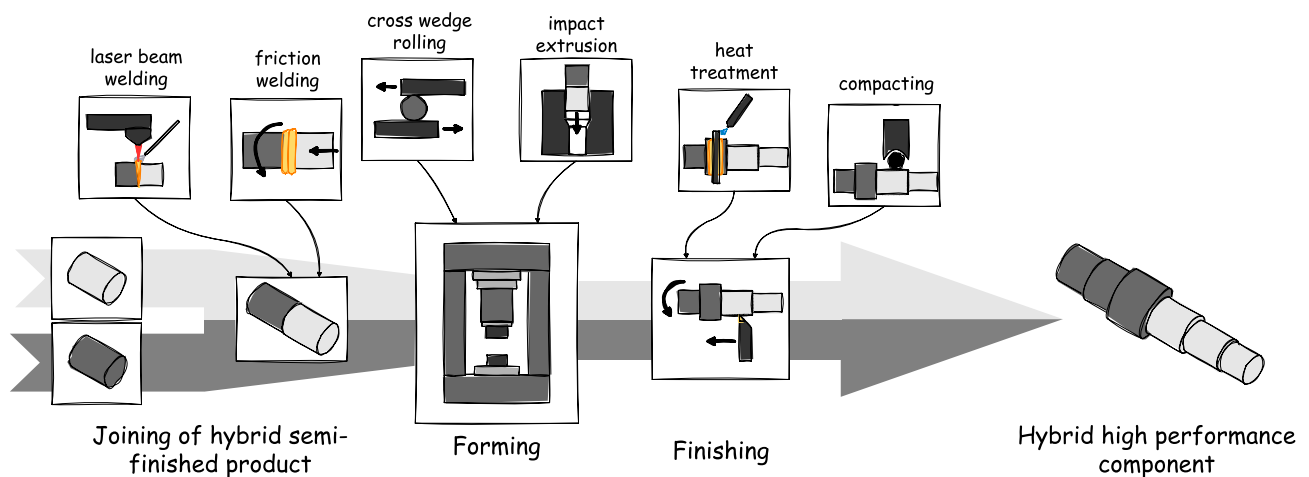 laser beam
welding
friction
welding
cross wedge
rolling
impact
extrusion
heat
treatment
compacting
Joining of hybrid semi-
finished product
Forming
Finishing
Hybrid high performance
component